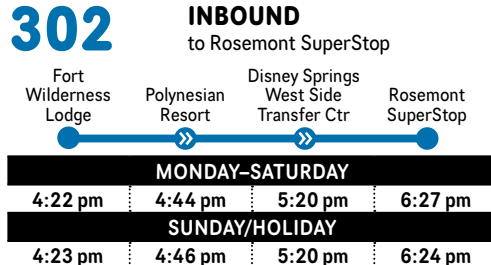 302
INBOUND
to Rosemont SuperStop
Fort Wilderness Lodge
Polynesian Resort
Disney Springs West Side Transfer Ctr
Rosemont SuperStop
MONDAY–SATURDAY
4:22 pm 4:44 pm 5:20 pm 6:27 pm
SUNDAY/HOLIDAY
4:23 pm 4:46 pm 5:20 pm 6:24 pm